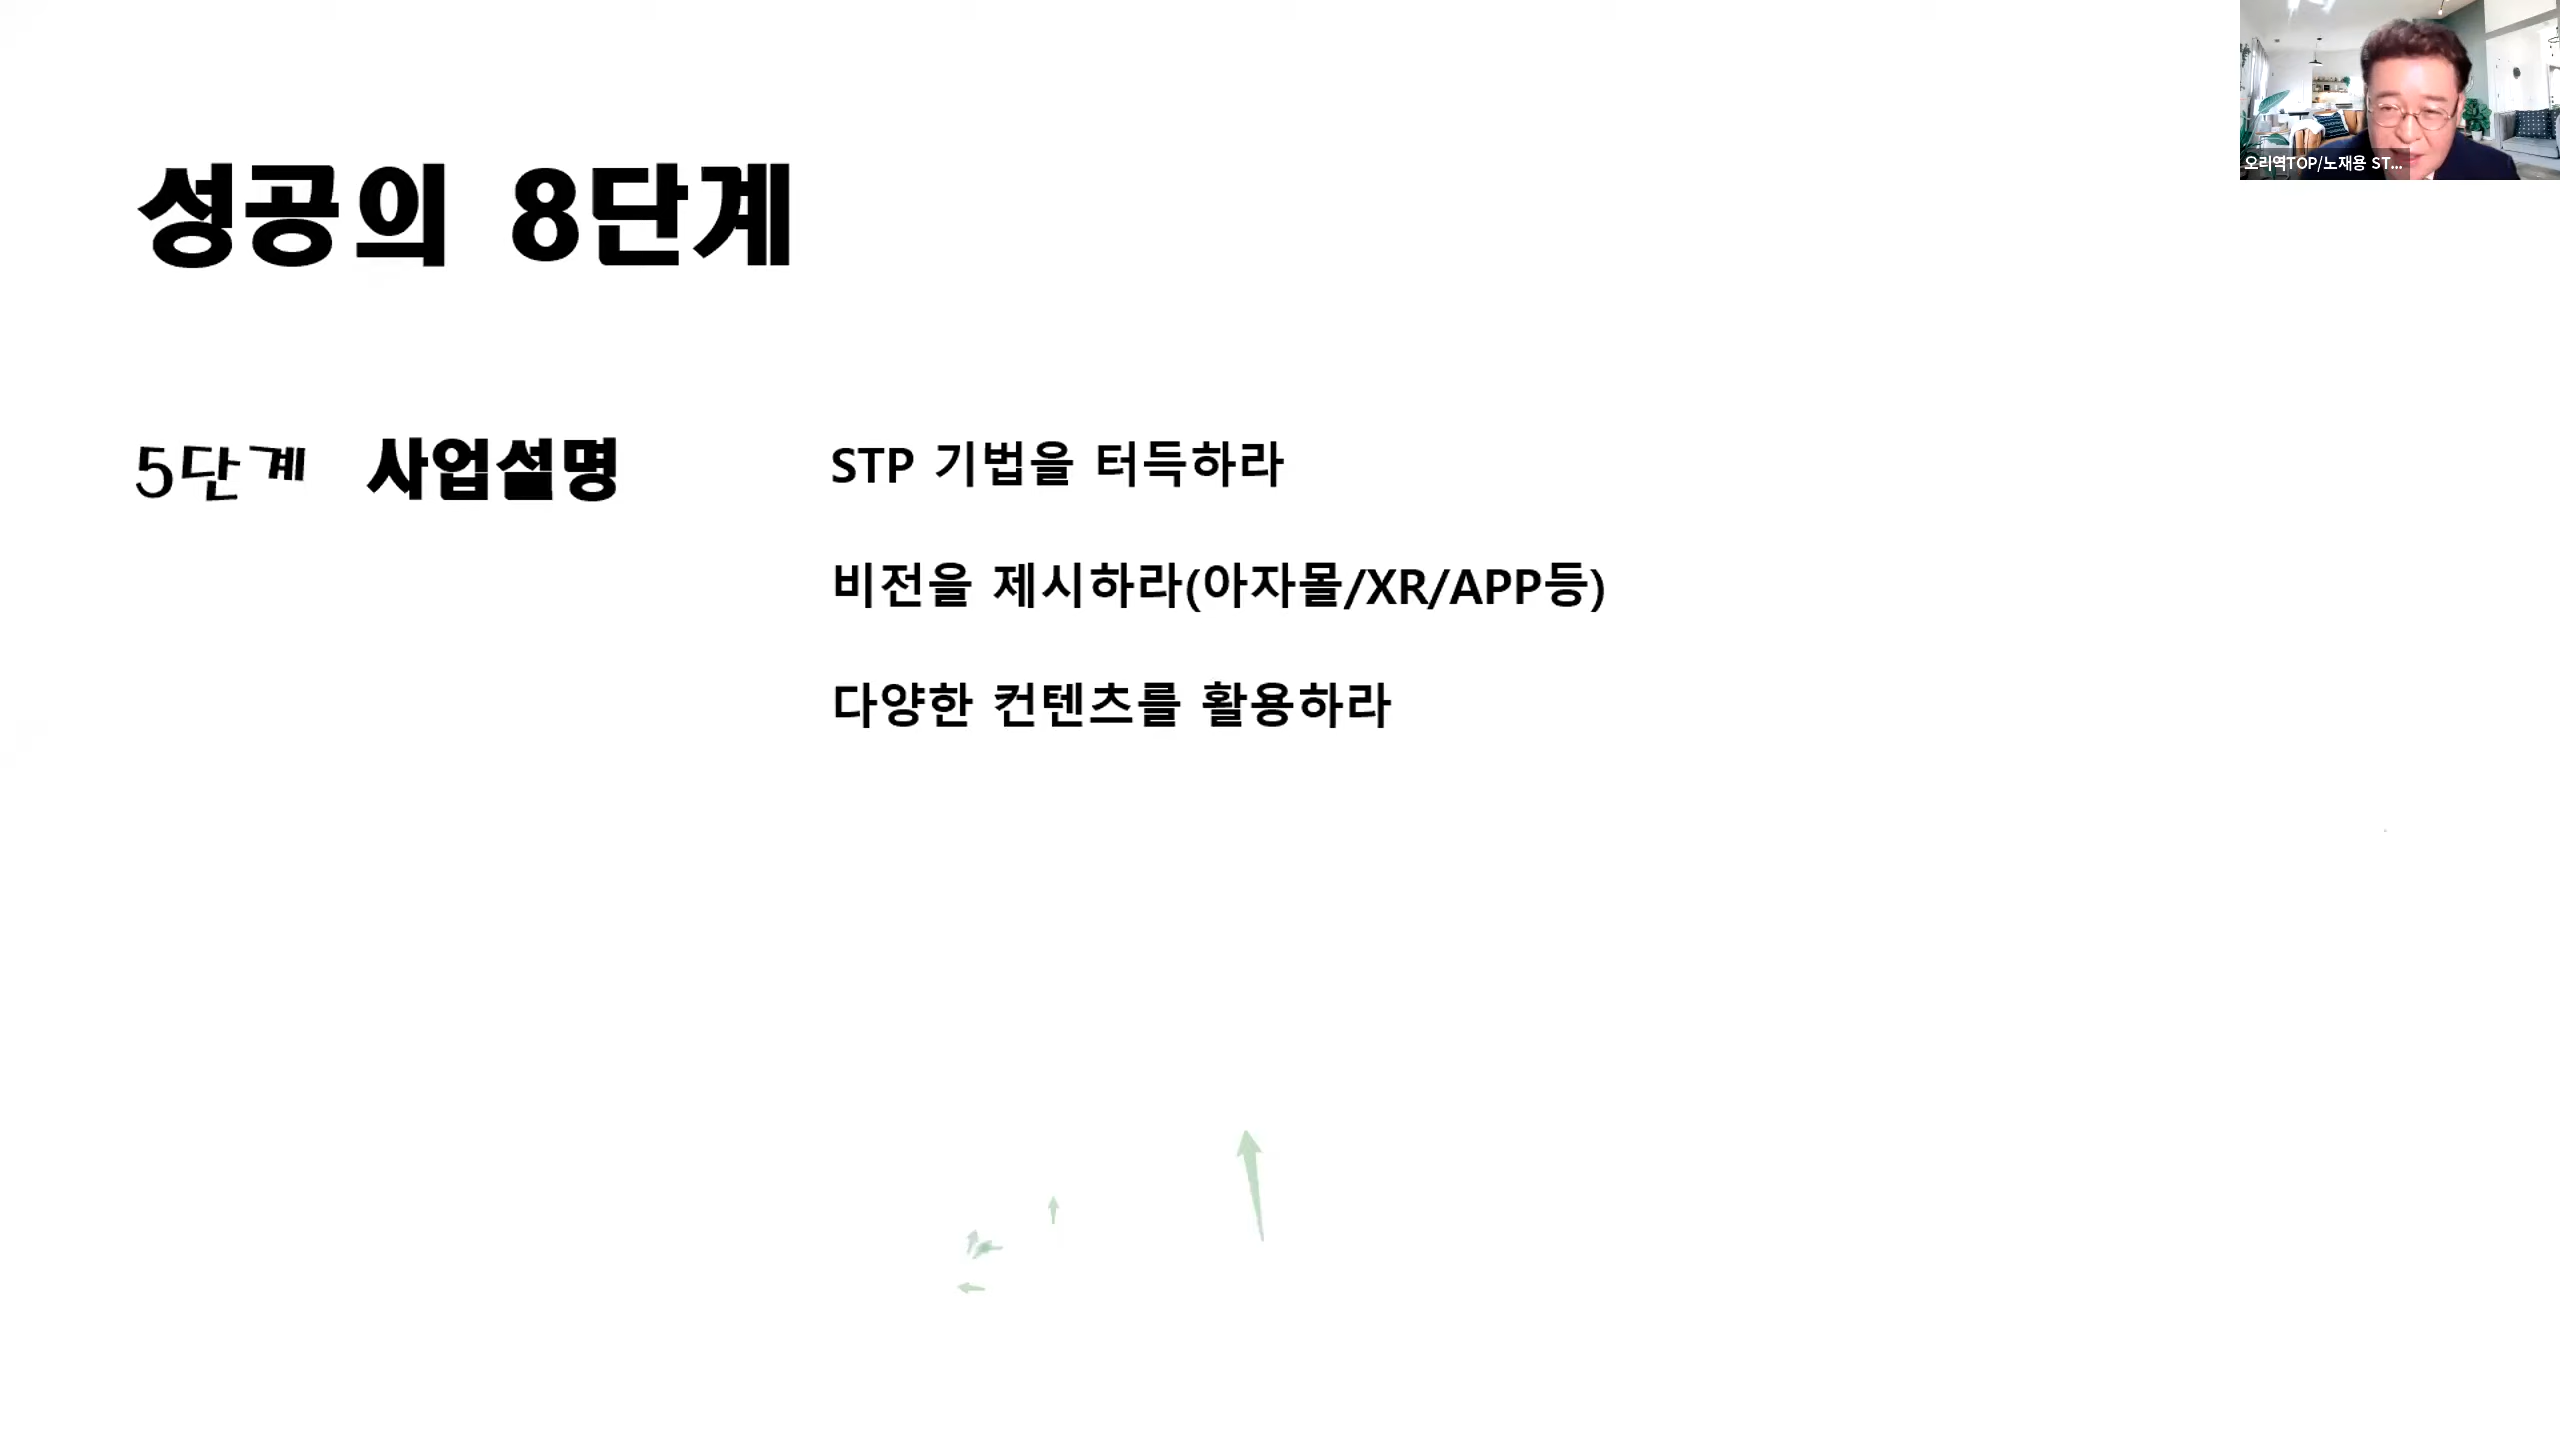 성공의 8단계
오리역TOP/노재용 ST...
5단계 사업설명
STP 기법을 터득하라
비전을 제시하라(아자몰/XR/APP등)
다양한 컨텐츠를 활용하라